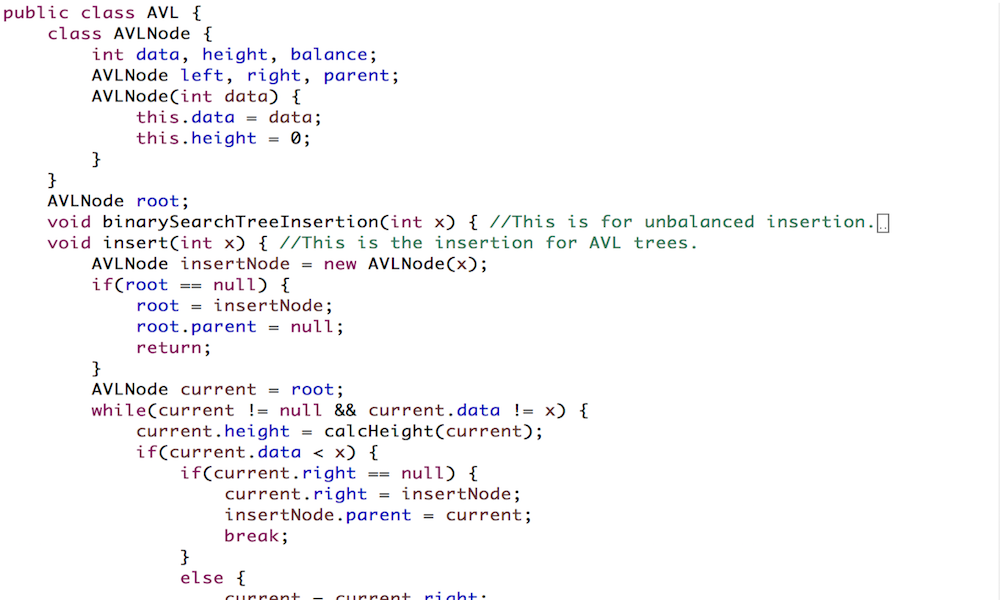 public class AVL {
    class AVLNode {
        int data, height, balance;
        AVLNode left, right, parent;
        AVLNode(int data) {
            this.data = data;
            this.height = 0;
        }
    }
    AVLNode root;
    void binarySearchTreeInsertion(int x) { //This is for unbalanced insertion...
    void insert(int x) { //This is the insertion for AVL trees.
        AVLNode insertNode = new AVLNode(x);
        if(root == null) {
            root = insertNode;
            root.parent = null;
            return;
        }
        AVLNode current = root;
        while(current != null && current.data != x) {
            current.height = calcHeight(current);
            if(current.data < x) {
                if(current.right == null) {
                    current.right = insertNode;
                    insertNode.parent = current;
                    break;
                }
                else {
                    current = current.right;